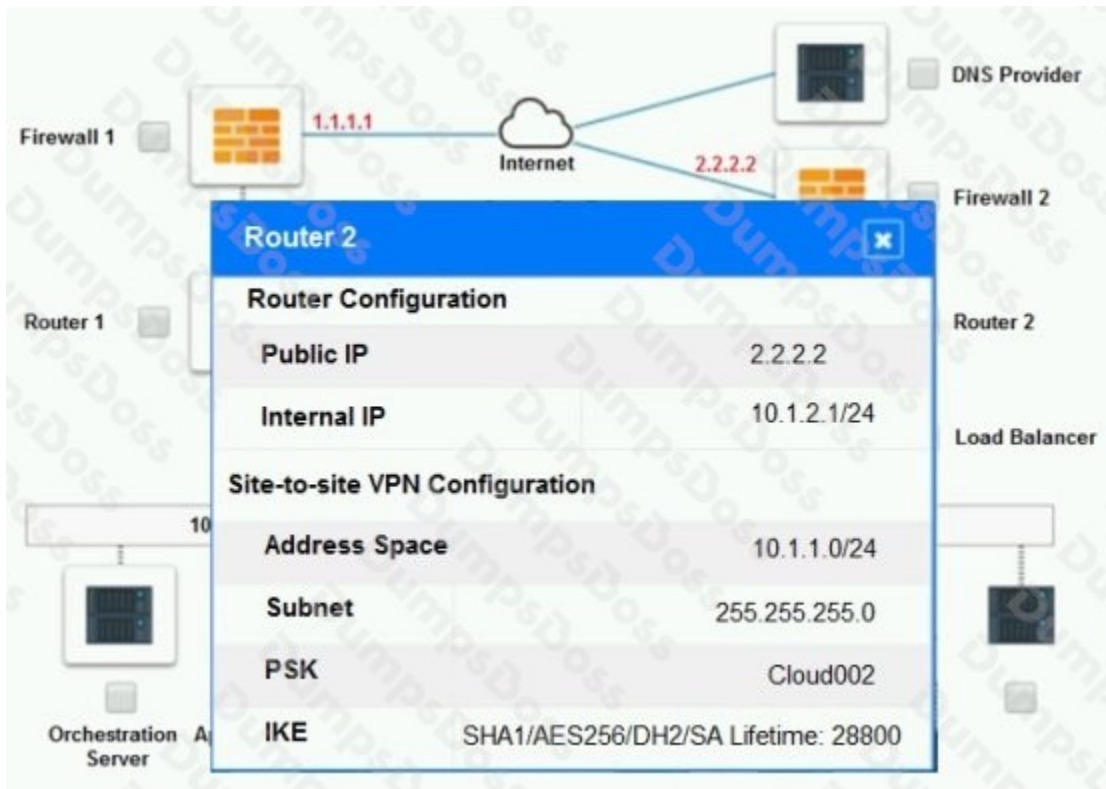 DNS Provider
Firewall 1
1.1.1.1
Internet
2.2.2.2
Firewall 2
Router 2
Router Configuration
Router 1
Router 2
Public IP 2.2.2.2
Internal IP 10.1.2.1/24
Load Balancer
Site-to-site VPN Configuration
10
Address Space 10.1.1.0/24
Subnet 255.255.255.0
PSK Cloud002
IKE SHA1/AES256/DH2/SA Lifetime: 28800
Orchestration
Server
DumpsDoss